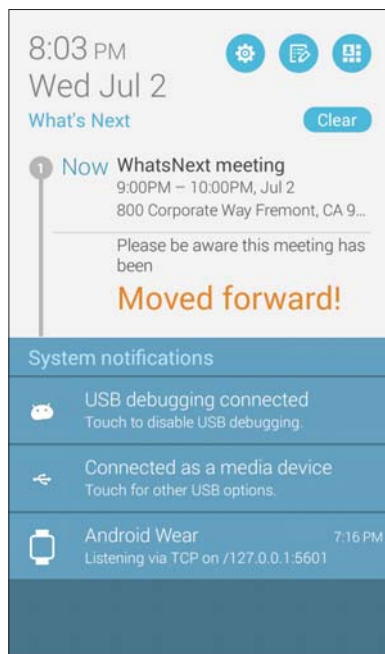 8:03 PM
Wed Jul 2
What's Next
Clear
1 Now WhatsNext meeting
9:00PM – 10:00PM, Jul 2
800 Corporate Way Fremont, CA 9...
Please be aware this meeting has
been
Moved forward!
System notifications
USB debugging connected
Touch to disable USB debugging.
Connected as a media device
Touch for other USB options.
Android Wear 7:16 PM
Listening via TCP on /127.0.0.1:5601